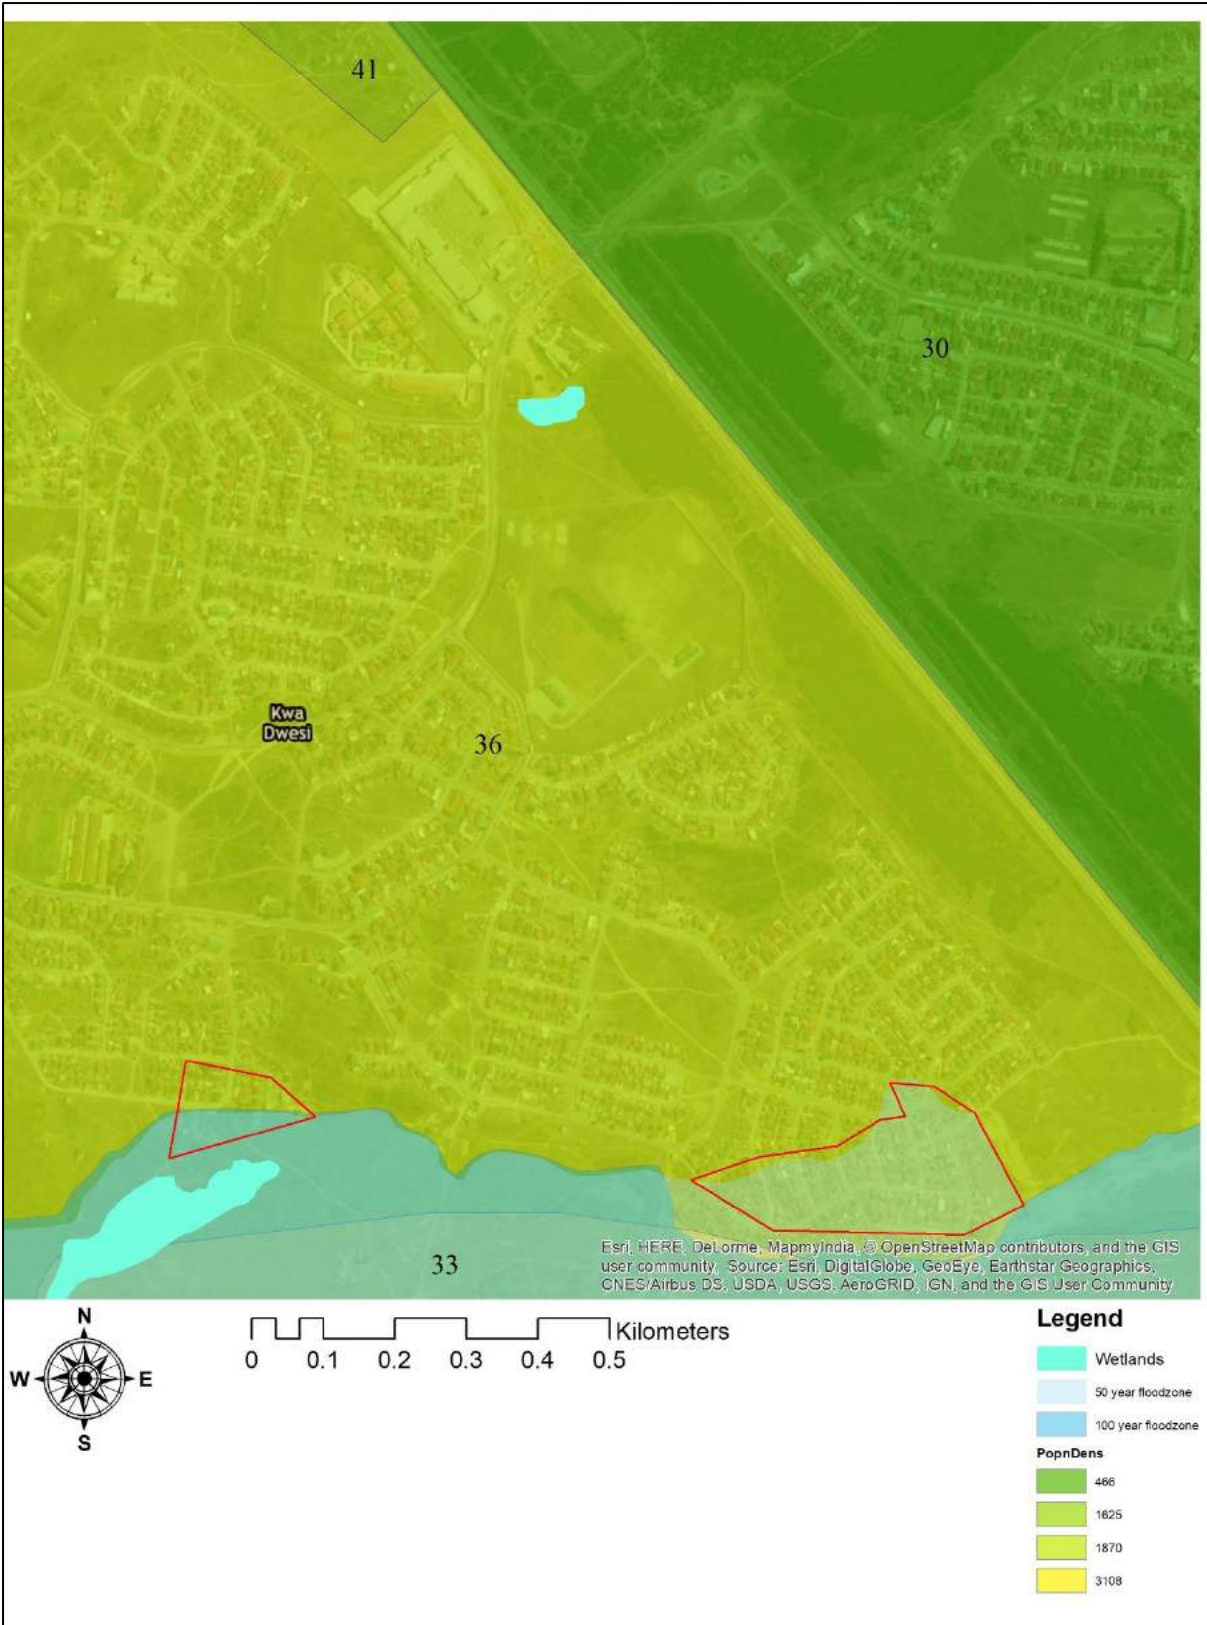 41
30
Kwa
Dwesi
36
33
Esri, HERE, DeLorme, MapmyIndia, © OpenStreetMap contributors, and the GIS
user community, Source: Esri, DigitalGlobe, GeoEye, Earthstar Geographics,
CNES/Airbus DS, USDA, USGS, AeroGRID, IGN, and the GIS User Community
N
W E
S
Kilometers
0 0.1 0.2 0.3 0.4 0.5
Legend
Wetlands
50 year floodzone
100 year floodzone
PopnDens
466
1625
1870
3108